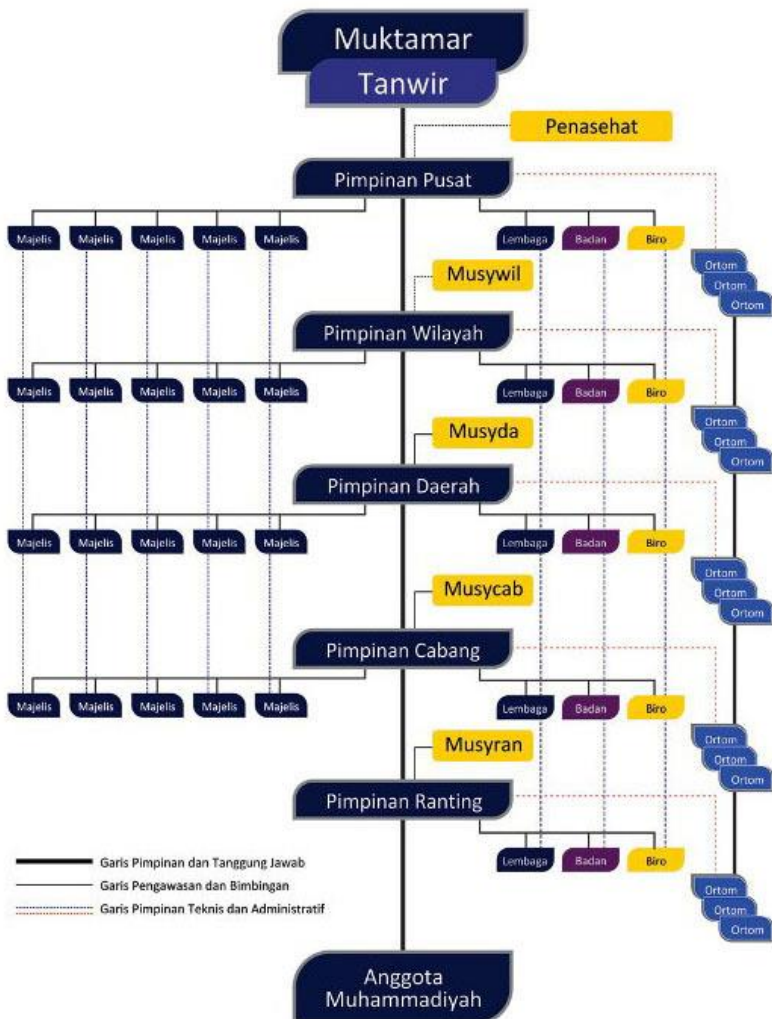 Muktamar
Tanwir
Penasehat
Pimpinan Pusat
Majelis Majelis Majelis Majelis Majelis Lembaga Badan Biro
Ortom
Ortom
Ortom
Musywil
Pimpinan Wilayah
Majelis Majelis Majelis Majelis Majelis Lembaga Badan Biro
Ortom
Ortom
Ortom
Musyda
Pimpinan Daerah
Majelis Majelis Majelis Majelis Majelis Lembaga Badan Biro
Ortom
Ortom
Ortom
Musycab
Pimpinan Cabang
Majelis Majelis Majelis Majelis Majelis Lembaga Badan Biro
Ortom
Ortom
Ortom
Musyran
Pimpinan Ranting
Lembaga Badan Biro
Ortom
Ortom
Ortom
Garis Pimpinan dan Tanggung Jawab
Garis Pengawasan dan Bimbingan
Garis Pimpinan Teknis dan Administratif
Anggota
Muhammadiyah